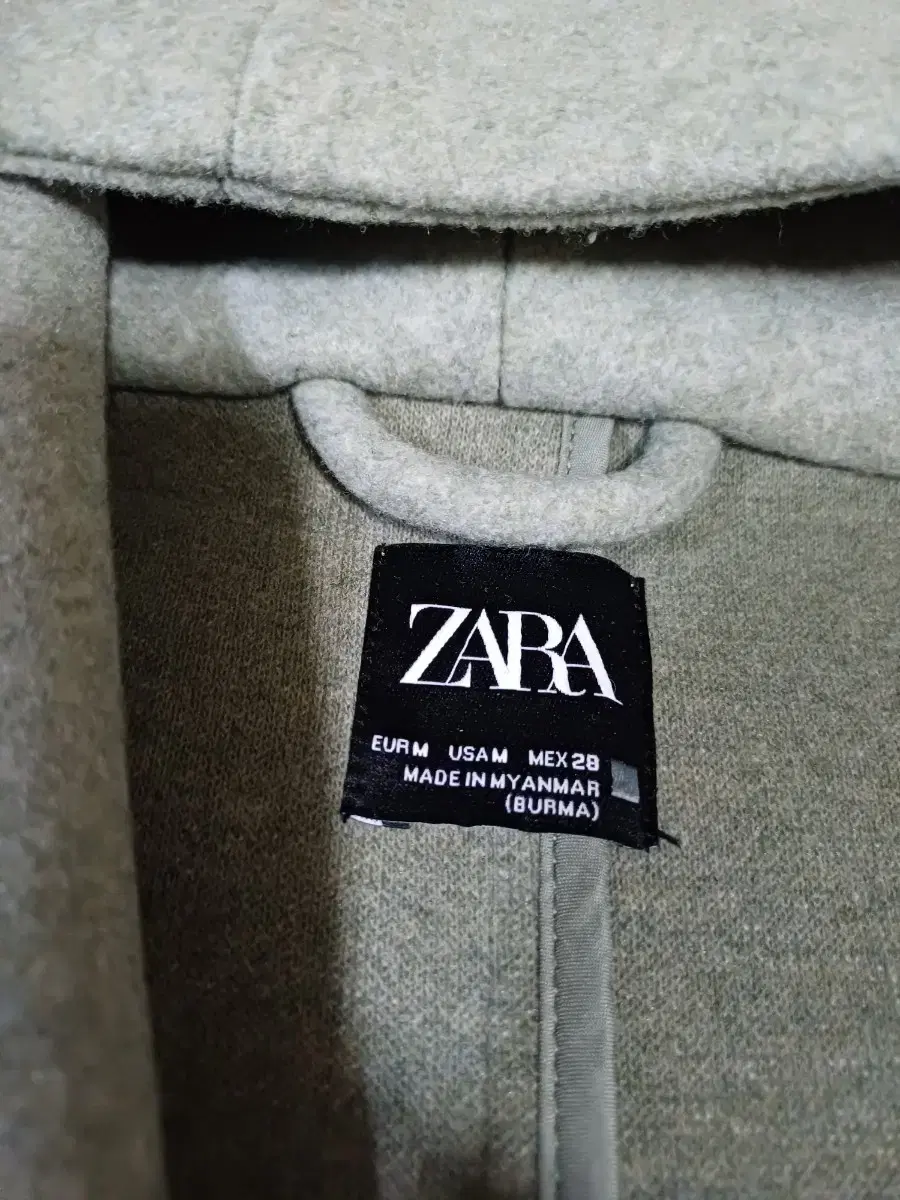 ZARA
EUR M USA M MEX 28
MADE IN MYANMAR
(BURMA)